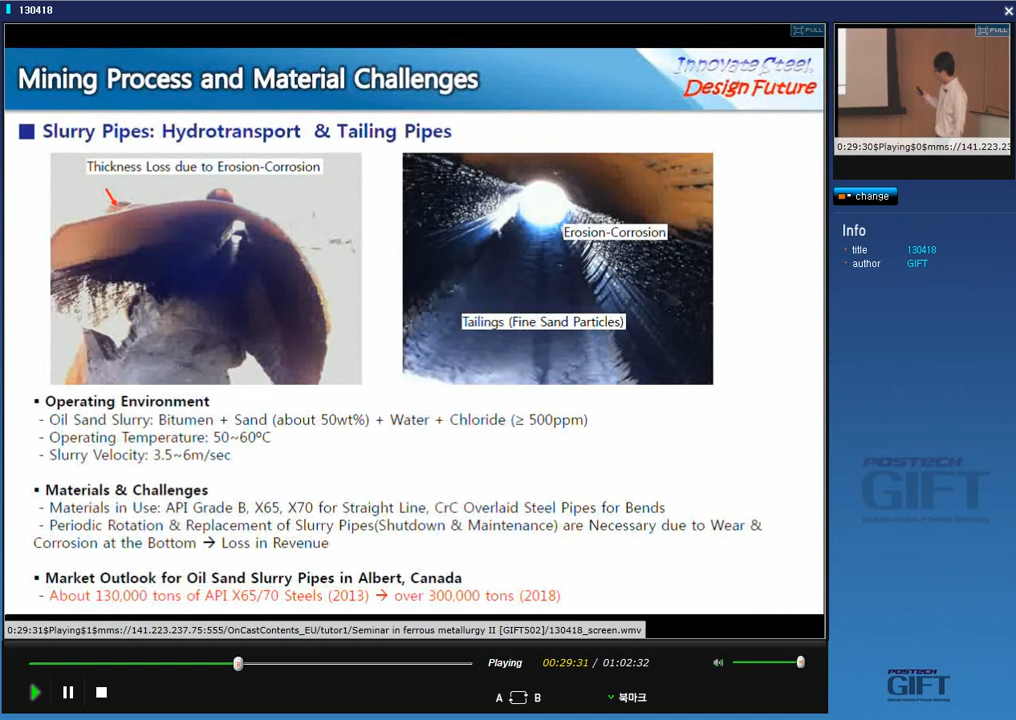 130418
FULL
FULL
Mining Process and Material Challenges
Innovate Steel,
Design Future
Slurry Pipes: Hydrotransport & Tailing Pipes
Thickness Loss due to Erosion-Corrosion
Erosion-Corrosion
Tailings (Fine Sand Particles)
▪ Operating Environment
- Oil Sand Slurry: Bitumen + Sand (about 50wt%) + Water + Chloride (≥ 500ppm)
- Operating Temperature: 50~60ºC
- Slurry Velocity: 3.5~6m/sec
▪ Materials & Challenges
- Materials in Use: API Grade B, X65, X70 for Straight Line, CrC Overlaid Steel Pipes for Bends
- Periodic Rotation & Replacement of Slurry Pipes(Shutdown & Maintenance) are Necessary due to Wear &
Corrosion at the Bottom → Loss in Revenue
▪ Market Outlook for Oil Sand Slurry Pipes in Albert, Canada
- About 130,000 tons of API X65/70 Steels (2013) → over 300,000 tons (2018)
0:29:31$Playing$1$mms://141.223.237.75:555/OnCastContents_EU/tutor1/Seminar in ferrous metallurgy II [GIFT502]/130418_screen.wmv
Playing 00:29:31 / 01:02:32
A B 북마크
0:29:30$Playing$0$mms://141.223.23
change
Info
title 130418
author GIFT
POSTECH
GIFT
POSTECH
GIFT